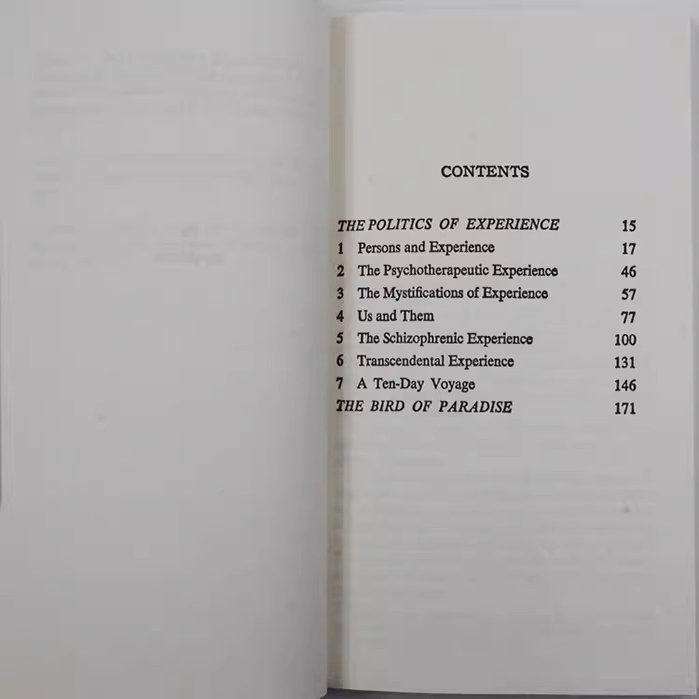 CONTENTS
THE POLITICS OF EXPERIENCE 15
1 Persons and Experience 17
2 The Psychotherapeutic Experience 46
3 The Mystifications of Experience 57
4 Us and Them 77
5 The Schizophrenic Experience 100
6 Transcendental Experience 131
7 A Ten-Day Voyage 146
THE BIRD OF PARADISE 171